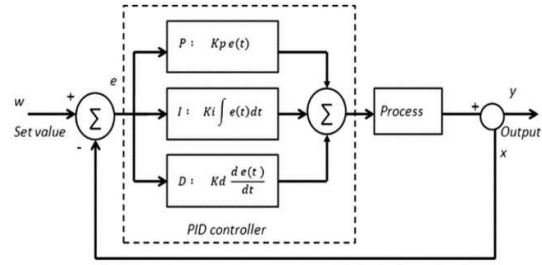 P : Kp e(t)
e
w
+
Set value
-
Σ
I : Ki ∫ e(t)dt
Σ
Process
+
y
Output
x
D : Kd de(t)/dt
PID controller